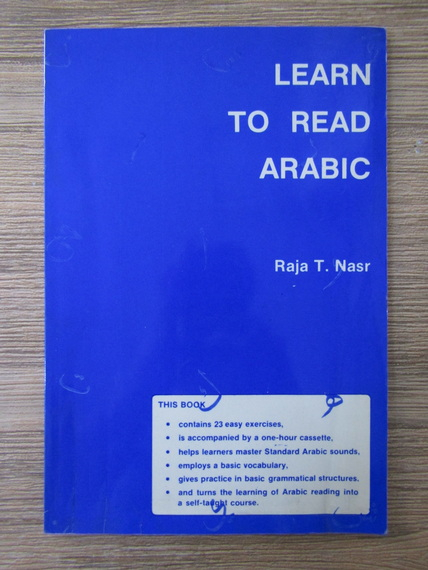 LEARN
TO READ
ARABIC
Raja T. Nasr
THIS BOOK
• contains 23 easy exercises,
• is accompanied by a one-hour cassette,
• helps learners master Standard Arabic sounds,
• employs a basic vocabulary,
• gives practice in basic grammatical structures.
• and turns the learning of Arabic reading into
a self-taught course.